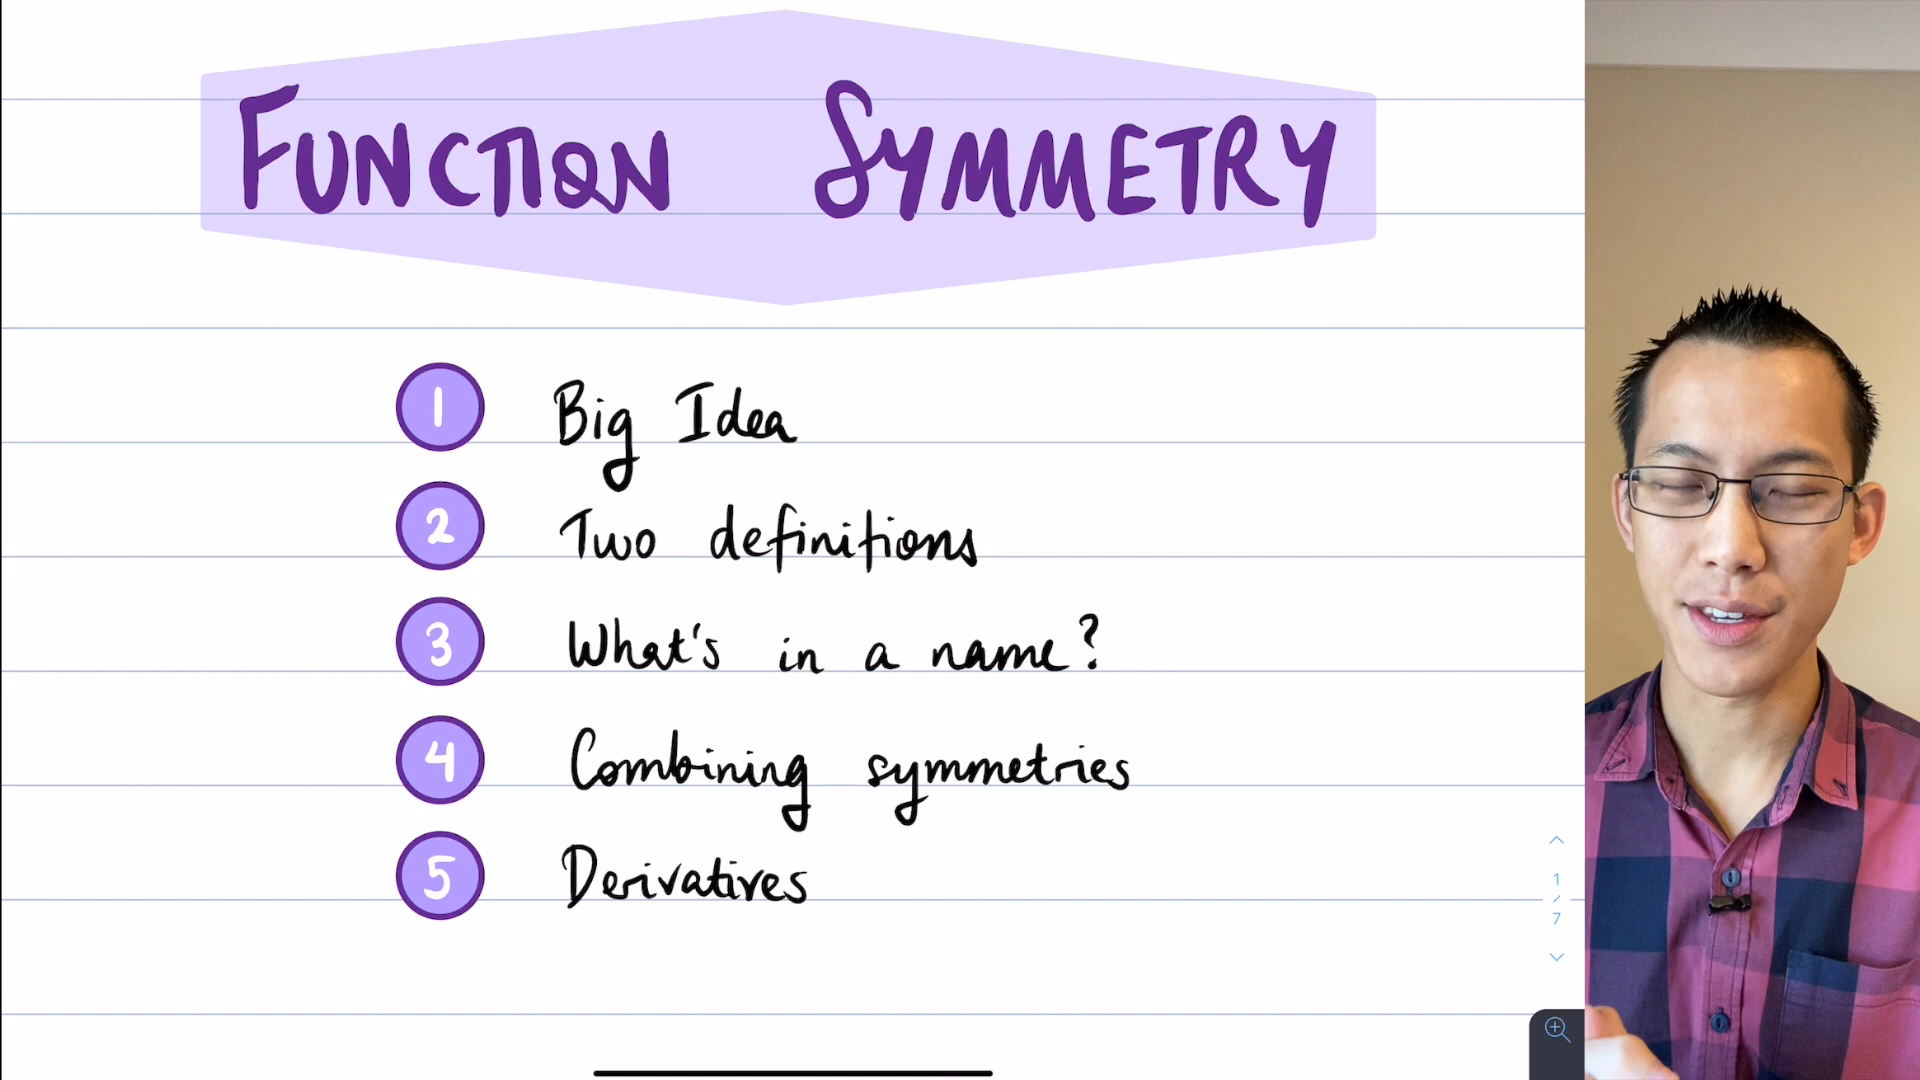 FUNCTION SYMMETRY
1 Big Idea
2 Two definitions
3 What's in a name?
4 Combining symmetries
5 Derivatives
1
/
7